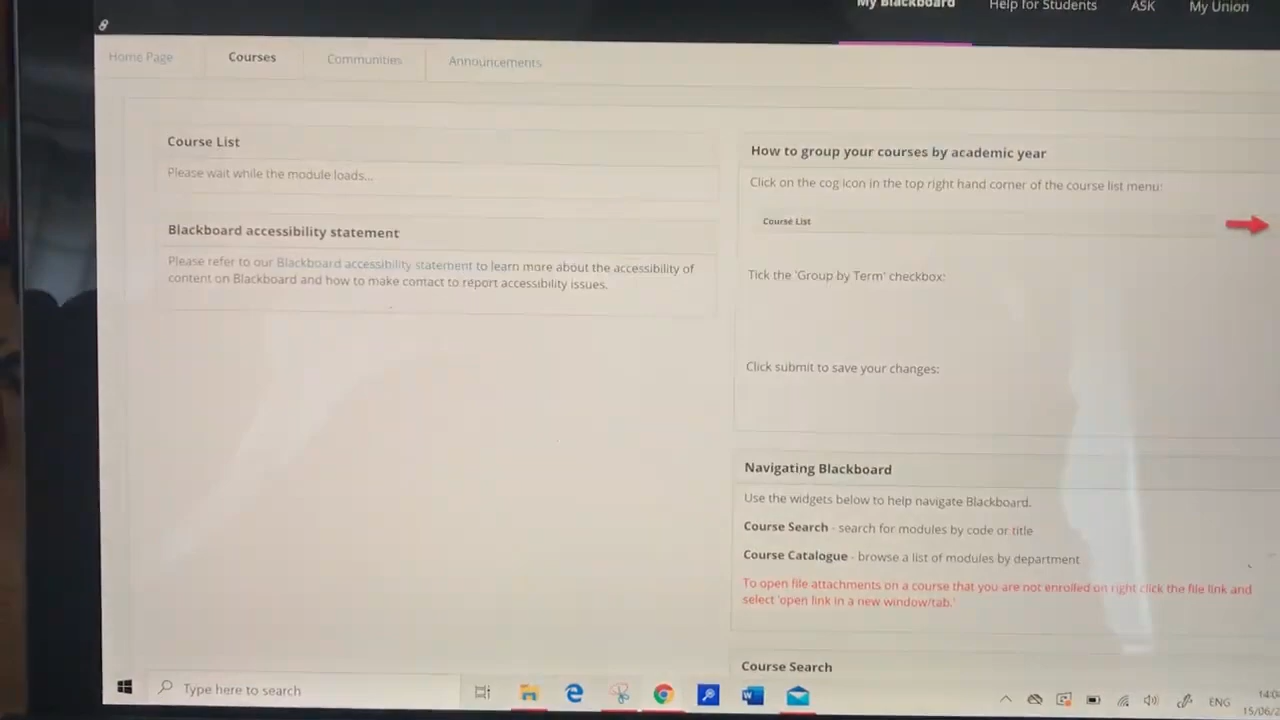 My Blackboard Help for Students ASK My Union
Home Page Courses Communities Announcements
Course List
Please wait while the module loads...
Blackboard accessibility statement
Please refer to our Blackboard accessibility statement to learn more about the accessibility of
content on Blackboard and how to make contact to report accessibility issues.
How to group your courses by academic year
Click on the cog icon in the top right hand corner of the course list menu:
Course List
Tick the 'Group by Term' checkbox:
Click submit to save your changes:
Navigating Blackboard
Use the widgets below to help navigate Blackboard.
Course Search - search for modules by code or title
Course Catalogue - browse a list of modules by department
To open file attachments on a course that you are not enrolled on right click the file link and
select 'open link in a new window/tab.'
Course Search
Type here to search
ENG